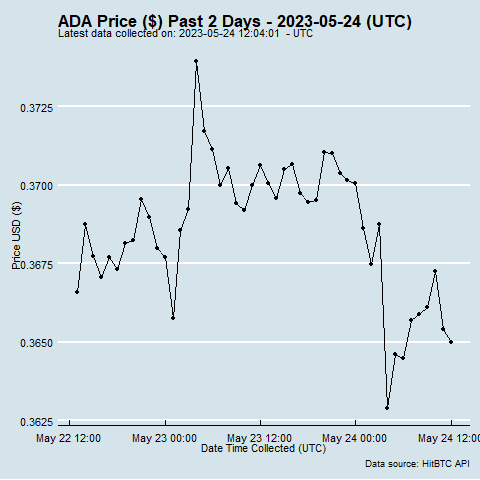 ADA Price ($) Past 2 Days - 2023-05-24 (UTC)
Latest data collected on: 2023-05-24 12:04:01 - UTC
0.3725
0.3700
0.3675
0.3650
0.3625
Price USD ($)
May 22 12:00
May 23 00:00
May 23 12:00
May 24 00:00
May 24 12:00
Date Time Collected (UTC)
Data source: HitBTC API